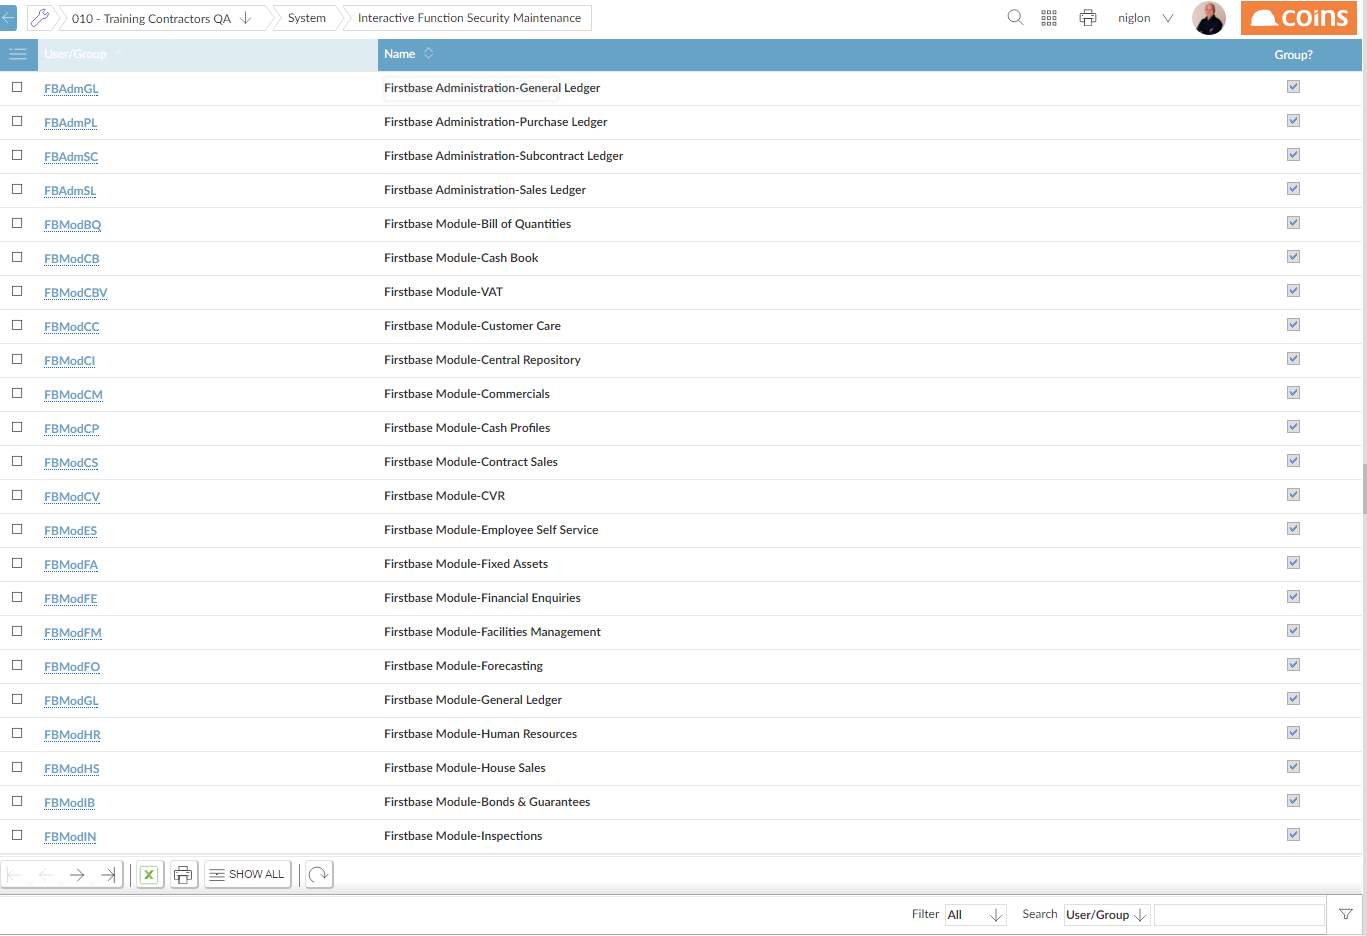 010 - Training Contractors QA System Interactive Function Security Maintenance niglon coins
User/Group Name Group?
FBAdmGL Firstbase Administration-General Ledger
FBAdmPL Firstbase Administration-Purchase Ledger
FBAdmSC Firstbase Administration-Subcontract Ledger
FBAdmSL Firstbase Administration-Sales Ledger
FBModBQ Firstbase Module-Bill of Quantities
FBModCB Firstbase Module-Cash Book
FBModCBV Firstbase Module-VAT
FBModCC Firstbase Module-Customer Care
FBModCI Firstbase Module-Central Repository
FBModCM Firstbase Module-Commercials
FBModCP Firstbase Module-Cash Profiles
FBModCS Firstbase Module-Contract Sales
FBModCV Firstbase Module-CVR
FBModES Firstbase Module-Employee Self Service
FBModFA Firstbase Module-Fixed Assets
FBModFE Firstbase Module-Financial Enquiries
FBModFM Firstbase Module-Facilities Management
FBModFO Firstbase Module-Forecasting
FBModGL Firstbase Module-General Ledger
FBModHR Firstbase Module-Human Resources
FBModHS Firstbase Module-House Sales
FBModIB Firstbase Module-Bonds & Guarantees
FBModIN Firstbase Module-Inspections
SHOW ALL
Filter All Search User/Group